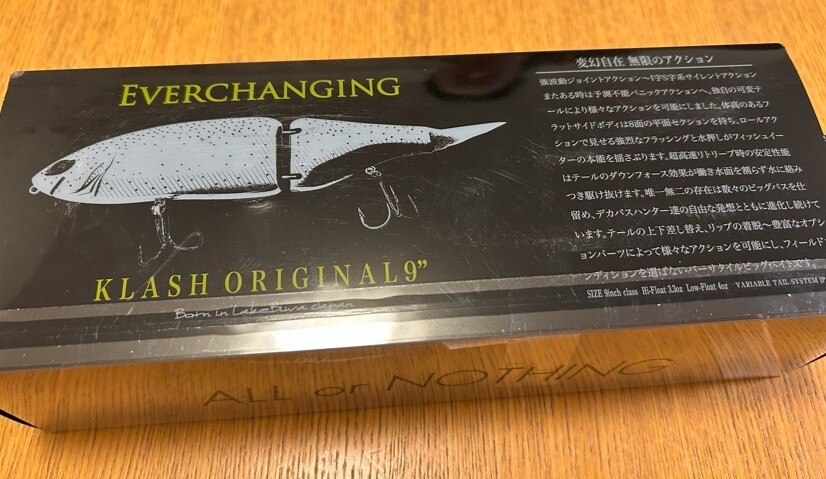 EVERCHANGING
KLASH ORIGINAL 9”
Born in LakeBiwa Japan
変幻自在 無限のアクション
強波動ジョイントアクション〜I字S字系サイレントアクション
またある時は予測不能パニックアクションへ。独自の可変テ
ールにより様々なアクションを可能にしました。体高のあるフ
ラットサイドボディは8面の平面セクションを持ち、ロールアク
ションで見せる強烈なフラッシングと水押しがフィッシュイー
ターの本能を揺さぶります。超高速リトリーブ時の安定性能
はテールのダウンフォース効果が働き水面を割らず水に絡み
つき駆け抜けます。唯一無二の存在は数々のビッグバスを仕
留め、デカバスハンター達の自由な発想とともに進化し続けて
います。テールの上下差し替え、リップの着脱〜豊富なオプシ
ョンパーツによって様々なアクションを可能にし、フィールド
ンディションを選ばないバーサタイルビッグベイトです。
SIZE 9inch class Hi-Float 3.3oz Low-Float 4oz VARIABLE TAIL-SYSTEM
ALL or NOTHING